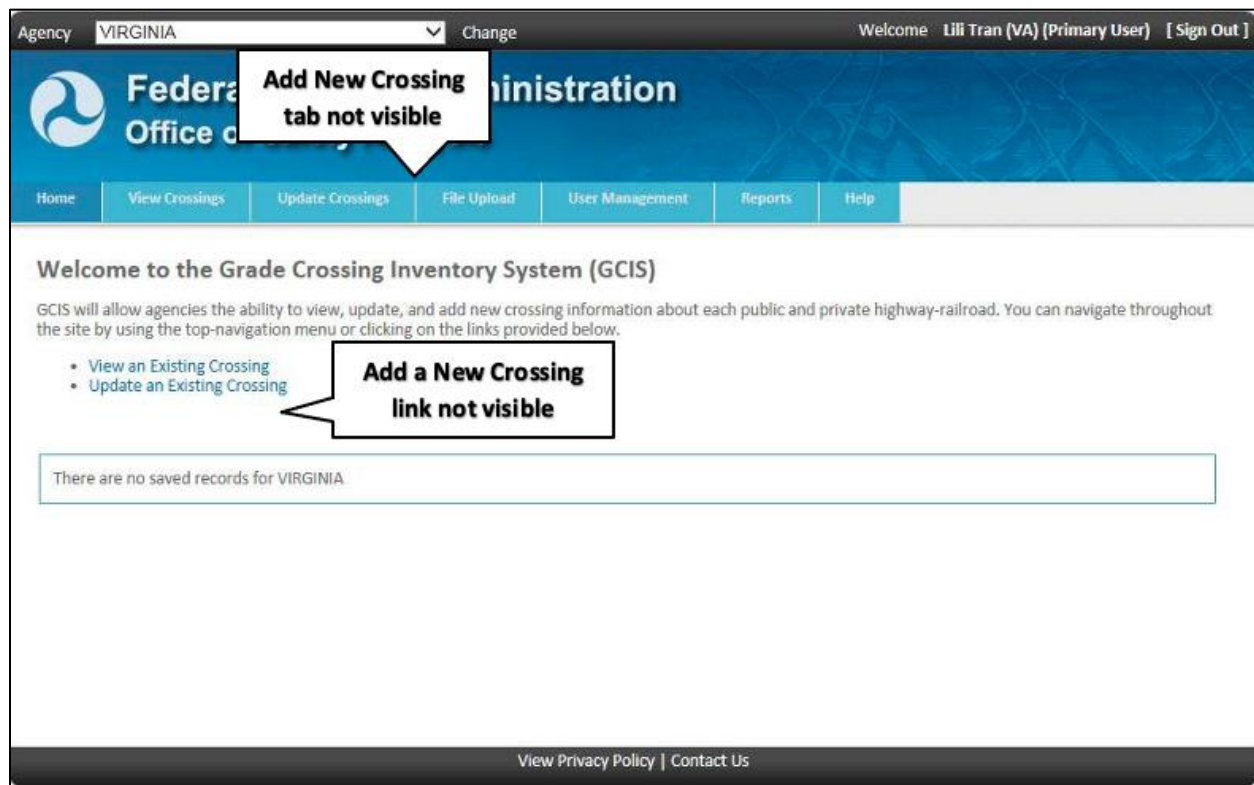 Agency VIRGINIA Change Welcome Lili Tran (VA) (Primary User) [ Sign Out ]
Add New Crossing
tab not visible
Federa inistration
Office o
Home View Crossings Update Crossings File Upload User Management Reports Help
Welcome to the Grade Crossing Inventory System (GCIS)
GCIS will allow agencies the ability to view, update, and add new crossing information about each public and private highway-railroad. You can navigate throughout
the site by using the top-navigation menu or clicking on the links provided below.
• View an Existing Crossing
• Update an Existing Crossing
Add a New Crossing
link not visible
There are no saved records for VIRGINIA
View Privacy Policy | Contact Us